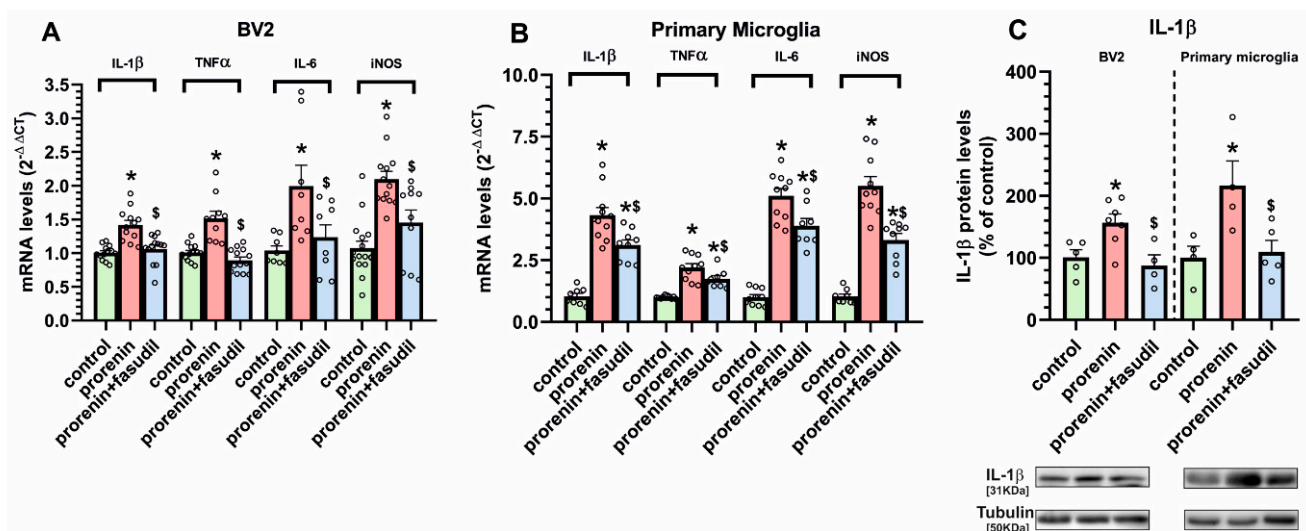 A
BV2
IL-1β
TNFα
IL-6
iNOS
mRNA levels (2^-ΔΔCT)
3.5
3.0
2.5
2.0
1.5
1.0
0.5
0.0
*
$
*
$
*
$
*
$
control
prorenin
prorenin+fasudil
control
prorenin
prorenin+fasudil
control
prorenin
prorenin+fasudil
control
prorenin
prorenin+fasudil
B
Primary Microglia
IL-1β
TNFα
IL-6
iNOS
mRNA levels (2^-ΔΔCT)
10.0
7.5
5.0
2.5
0.0
*
*$
*
*$
*
*$
*
*$
control
prorenin
prorenin+fasudil
control
prorenin
prorenin+fasudil
control
prorenin
prorenin+fasudil
control
prorenin
prorenin+fasudil
C
IL-1β
BV2
Primary microglia
IL-1β protein levels
(% of control)
400
300
200
100
0
*
$
*
$
control
prorenin
prorenin+fasudil
control
prorenin
prorenin+fasudil
IL-1β
[31KDa]
Tubulin
[50KDa]